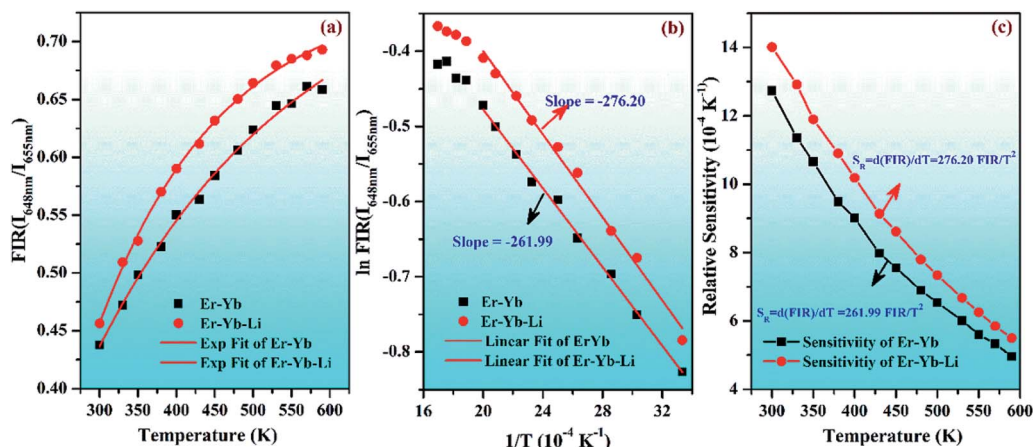 (a)
FIR(I648nm/I655nm)
0.70
0.65
0.60
0.55
0.50
0.45
0.40
Er-Yb
Er-Yb-Li
Exp Fit of Er-Yb
Exp Fit of Er-Yb-Li
300 350 400 450 500 550 600
Temperature (K)
(b)
ln FIR(I648nm/I655nm)
-0.4
-0.5
-0.6
-0.7
-0.8
Slope = -276.20
Slope = -261.99
Er-Yb
Er-Yb-Li
Linear Fit of ErYb
Linear Fit of Er-Yb-Li
16 20 24 28 32
1/T (10-4 K-1)
(c)
Relative Sensitivity (10-4 K-1)
14
12
10
8
6
4
SR=d(FIR)/dT=276.20 FIR/T2
SR=d(FIR)/dT =261.99 FIR/T2
Sensitiviity of Er-Yb
Sensitivitiy of Er-Yb-Li
300 350 400 450 500 550 600
Temperature (K)